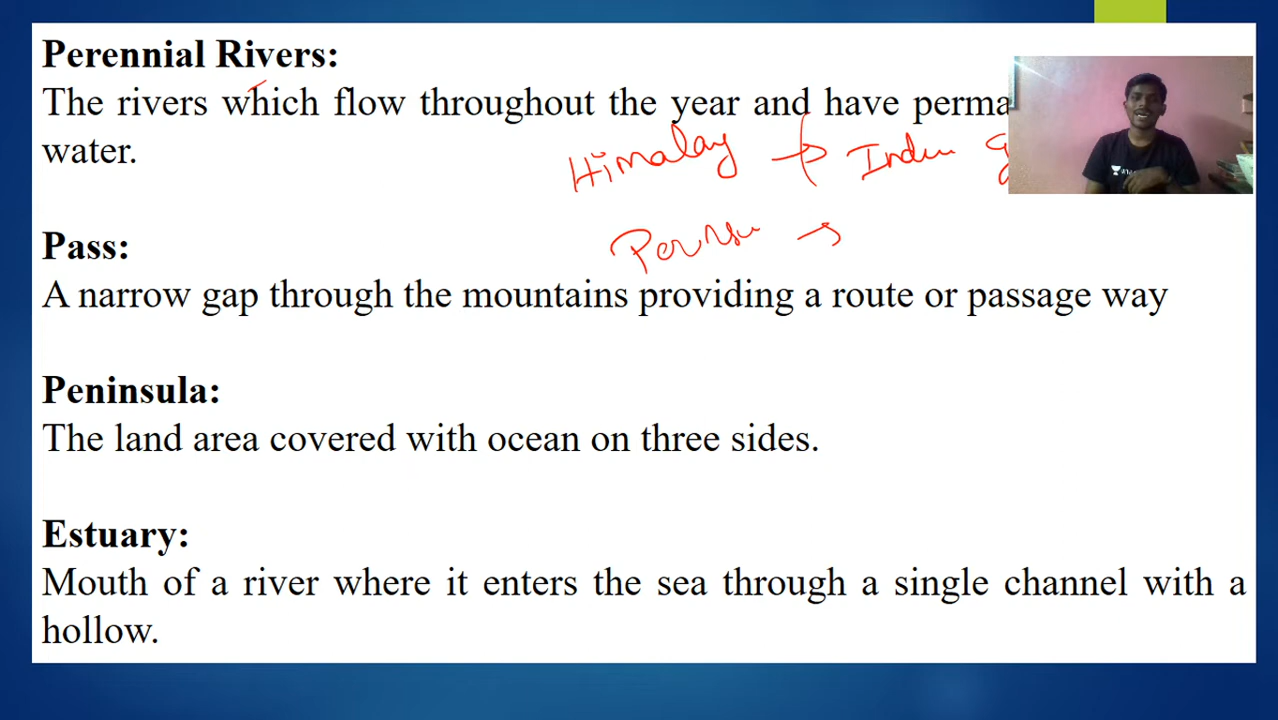 Perennial Rivers:
The rivers which flow throughout the year and have perma
water.
Himalay → Indu
Pass:
A narrow gap through the mountains providing a route or passage way
Peninsula:
The land area covered with ocean on three sides.
Estuary:
Mouth of a river where it enters the sea through a single channel with a
hollow.